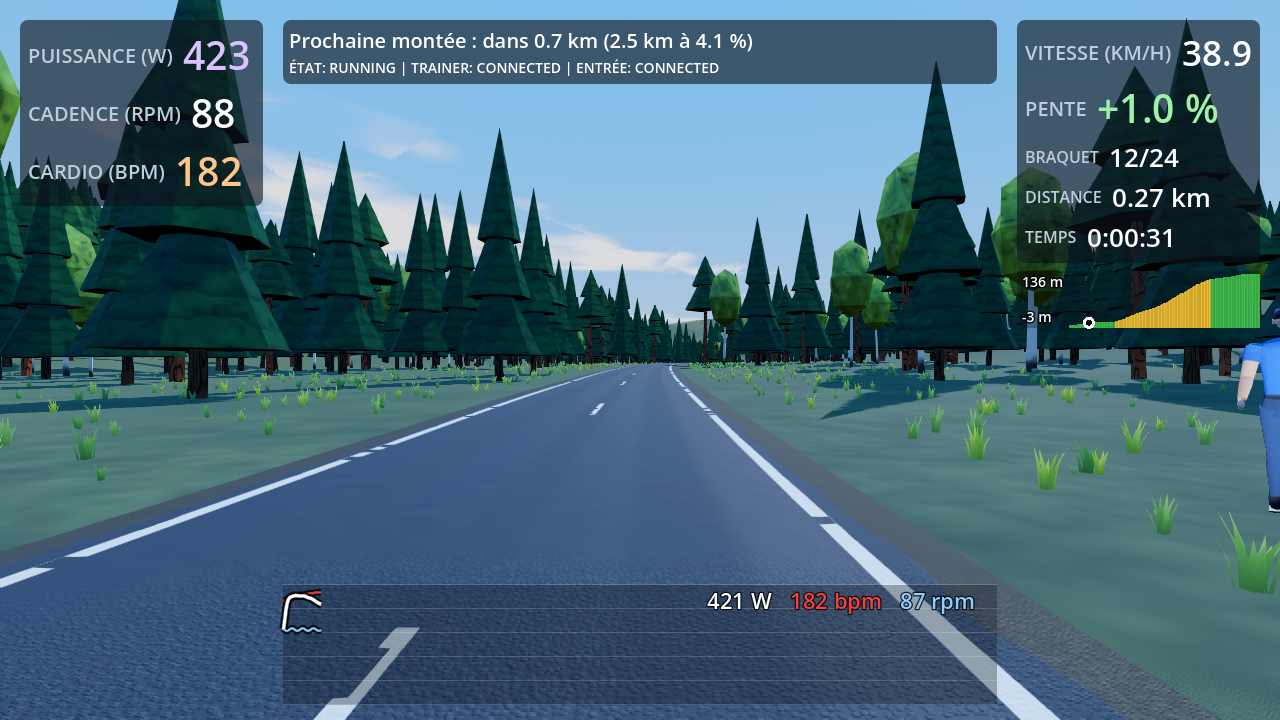 PUISSANCE (W) 423
CADENCE (RPM) 88
CARDIO (BPM) 182
Prochaine montée : dans 0.7 km (2.5 km à 4.1 %)
ÉTAT: RUNNING | TRAINER: CONNECTED | ENTRÉE: CONNECTED
VITESSE (KM/H) 38.9
PENTE +1.0 %
BRAQUET 12/24
DISTANCE 0.27 km
TEMPS 0:00:31
136 m
-3 m
421 W 182 bpm 87 rpm